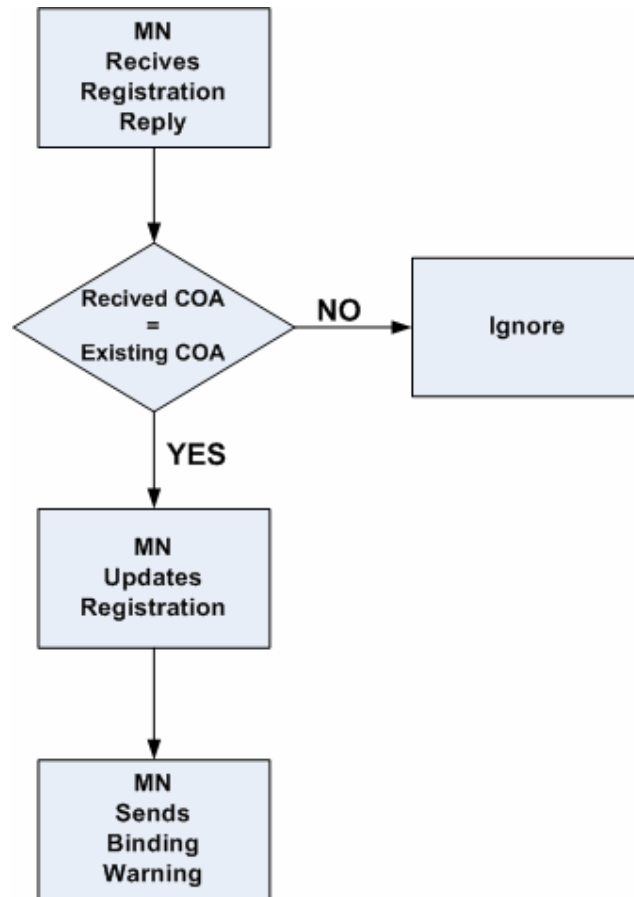 MN
Recives
Registration
Reply
Recived COA
=
Existing COA
NO
Ignore
YES
MN
Updates
Registration
MN
Sends
Binding
Warning